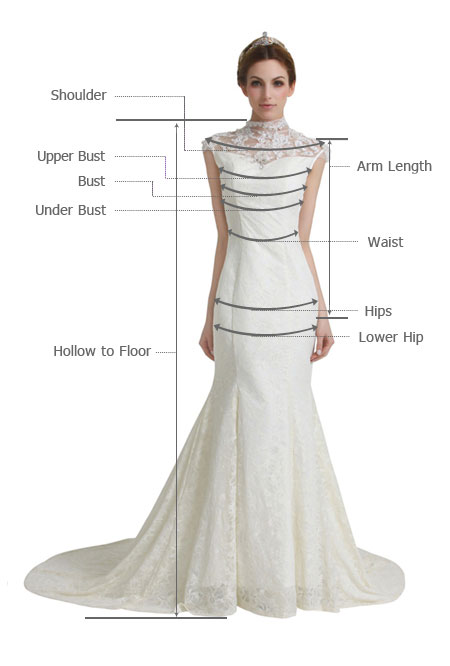 Shoulder
Upper Bust
Arm Length
Bust
Under Bust
Waist
Hips
Lower Hip
Hollow to Floor